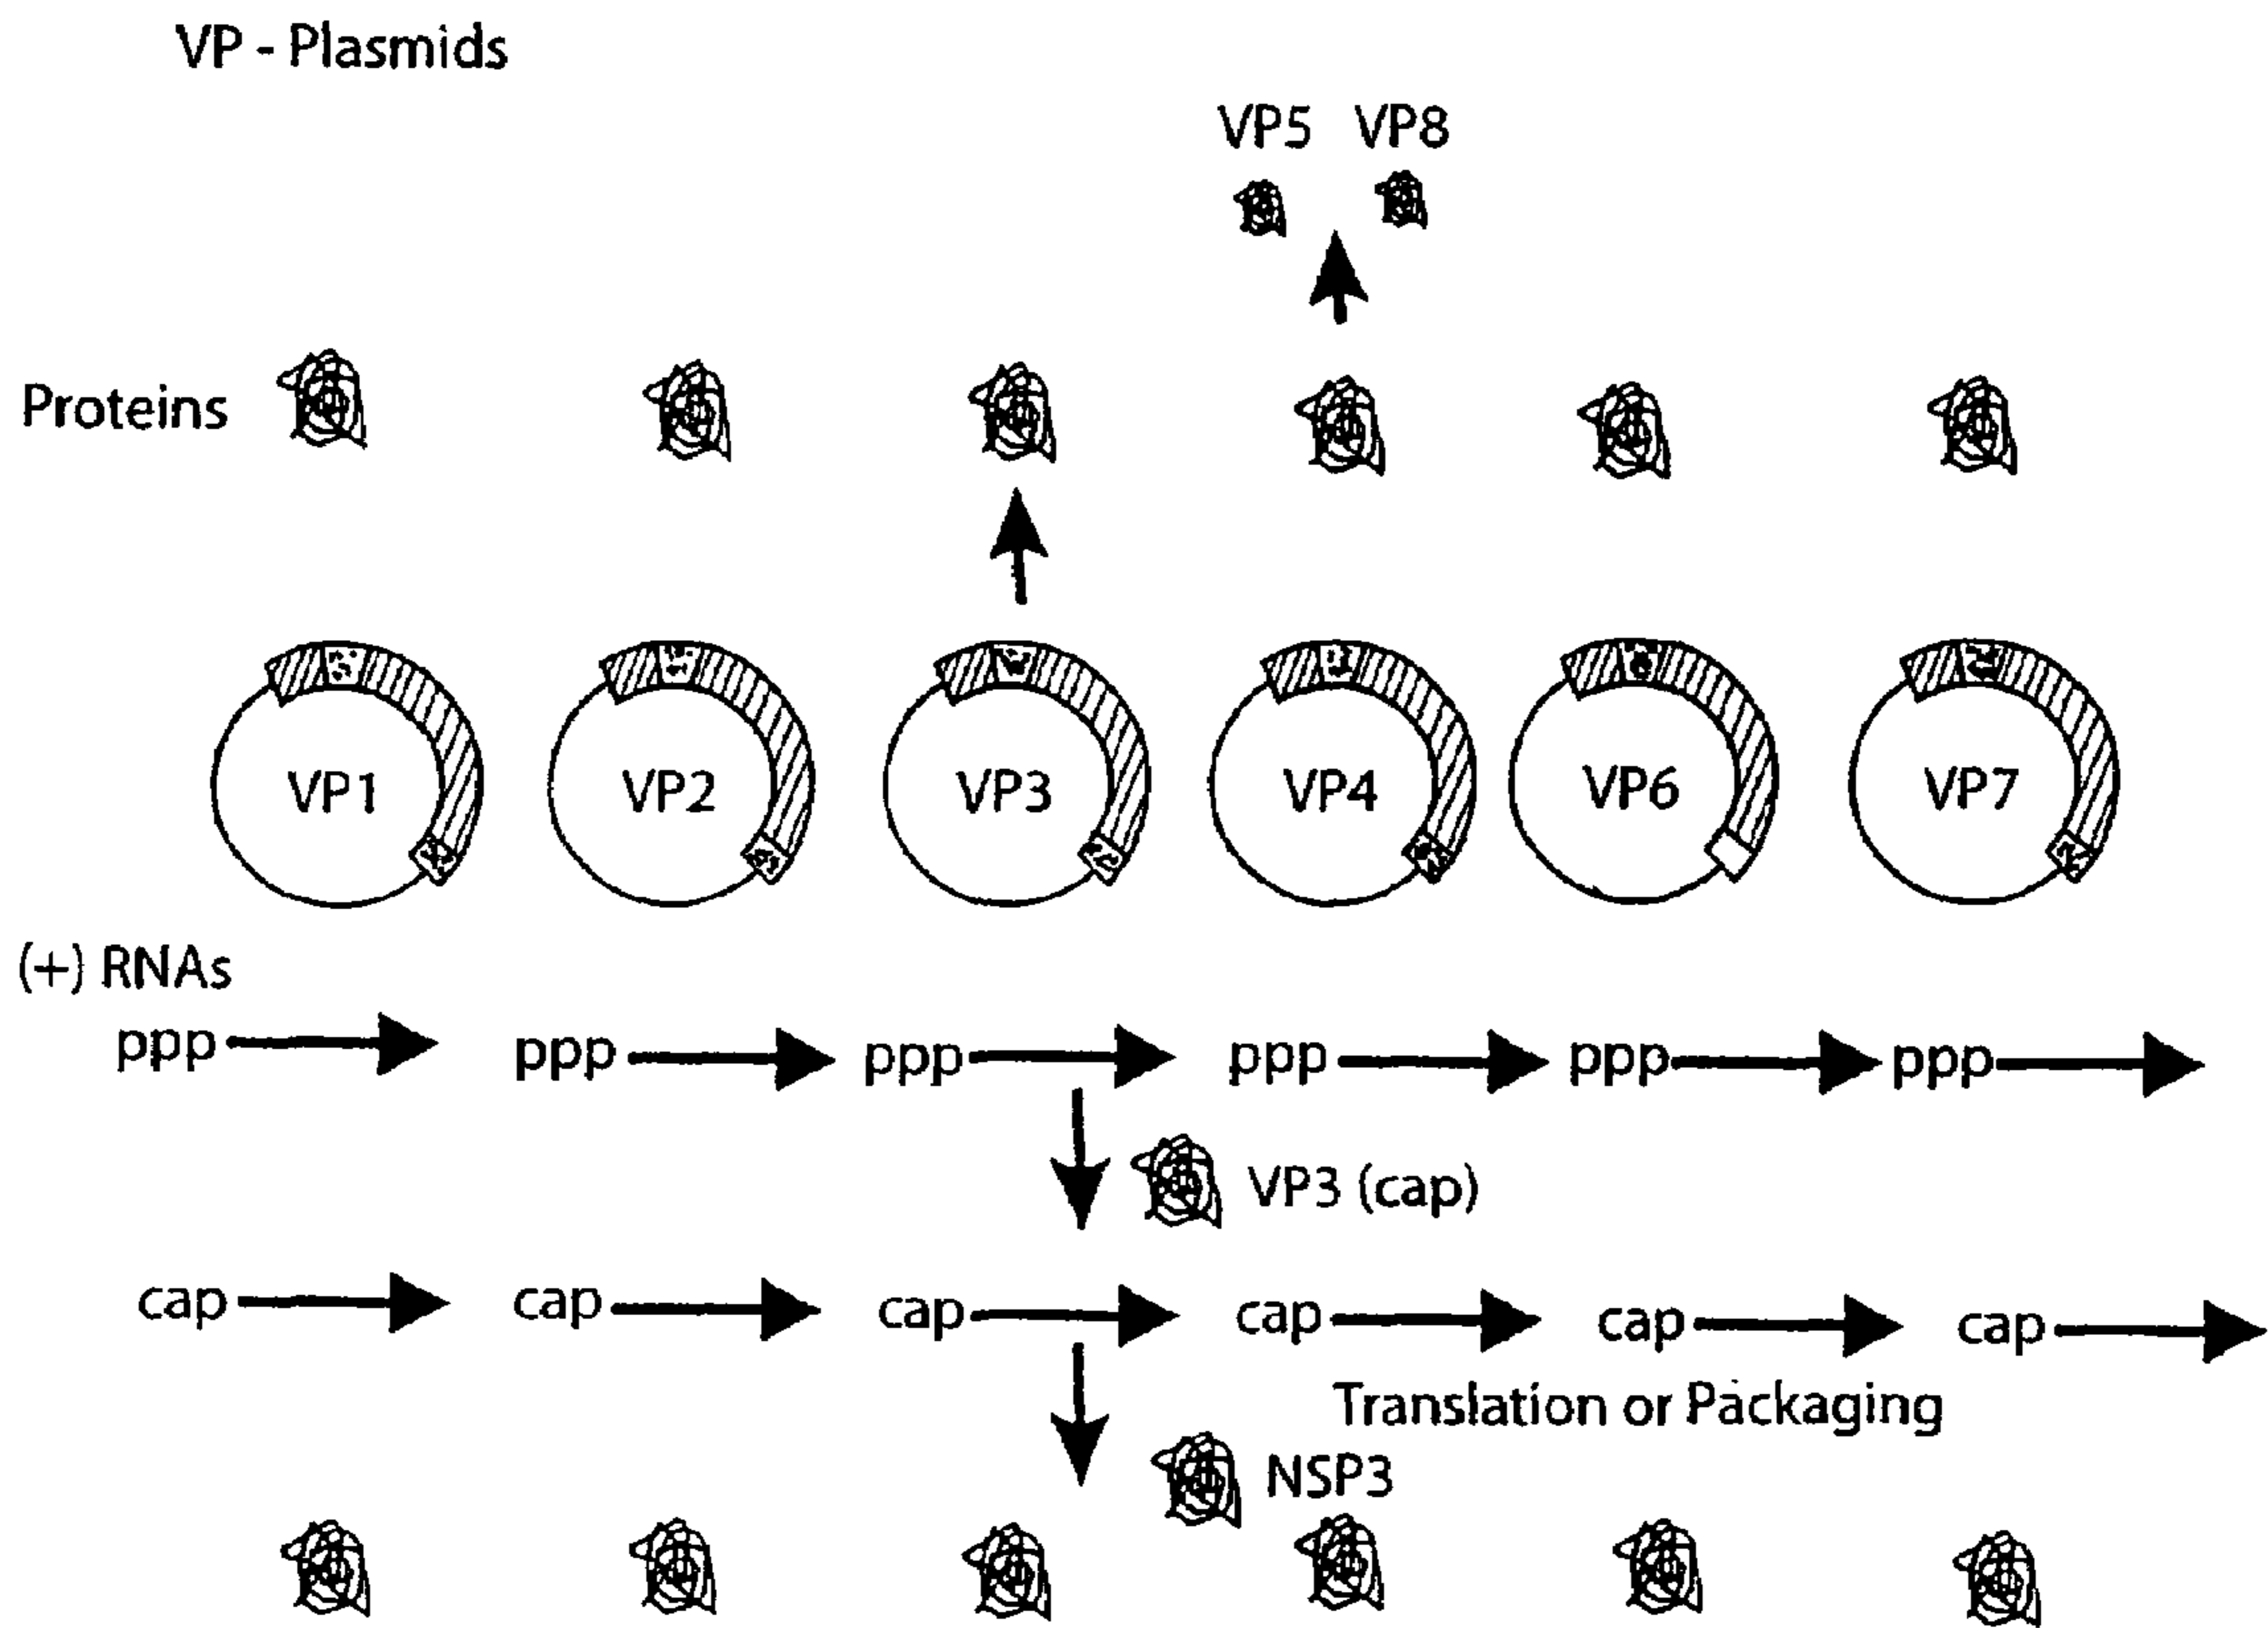 VP - Plasmids
VP5 VP8
Proteins
VP1 VP2 VP3 VP4 VP6 VP7
(+) RNAs
ppp ppp ppp ppp ppp ppp
VP3 (cap)
cap cap cap cap cap cap
Translation or Packaging
NSP3